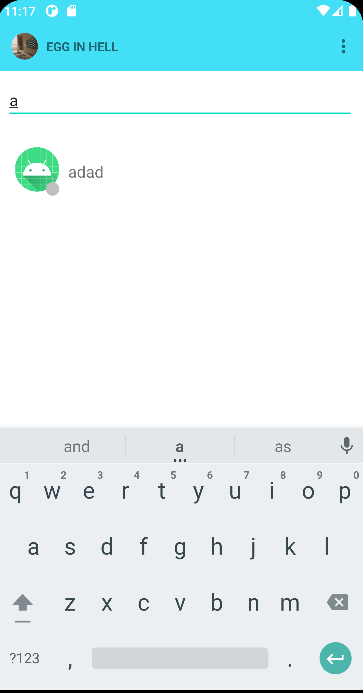 11:17
EGG IN HELL
a
adad
and a as
1 2 3 4 5 6 7 8 9 0
q w e r t y u i o p
a s d f g h j k l
z x c v b n m
?123 , .